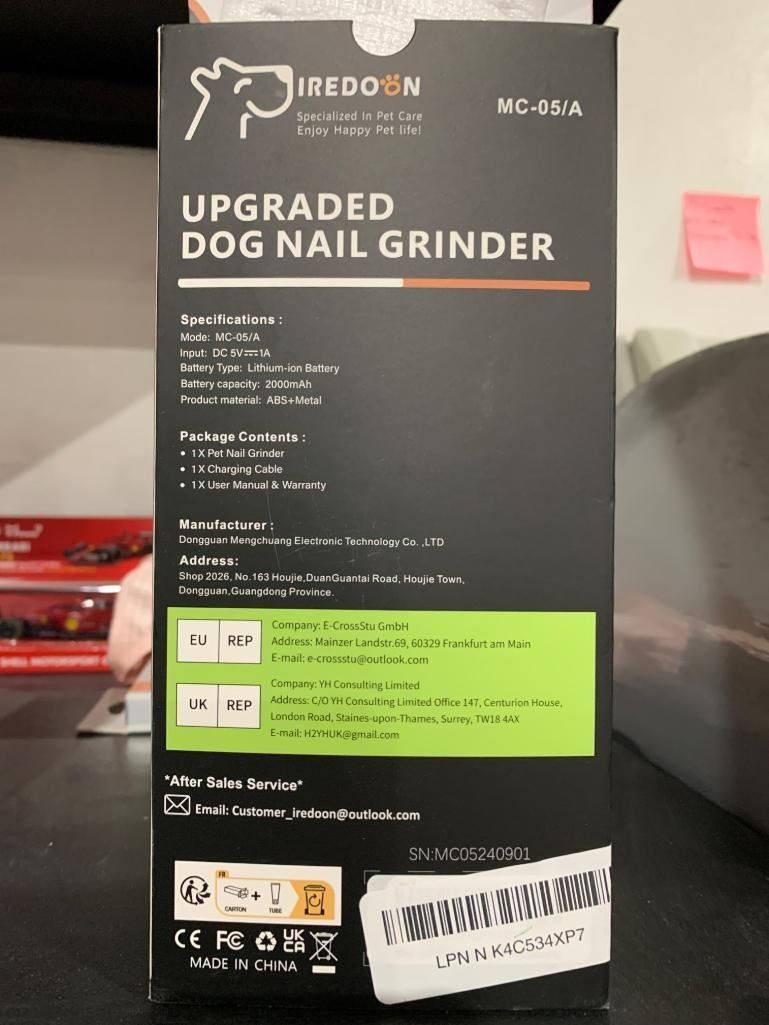 IREDOON
Specialized In Pet Care
Enjoy Happy Pet life!
MC-05/A
UPGRADED
DOG NAIL GRINDER
Specifications :
Mode: MC-05/A
Input: DC 5V⎓1A
Battery Type: Lithium-ion Battery
Battery capacity: 2000mAh
Product material: ABS+Metal
Package Contents :
• 1X Pet Nail Grinder
• 1X Charging Cable
• 1X User Manual & Warranty
Manufacturer :
Dongguan Mengchuang Electronic Technology Co. ,LTD
Address:
Shop 2026, No.163 Houjie,DuanGuantai Road, Houjie Town,
Dongguan,Guangdong Province.
EU REP
Company: E-CrossStu GmbH
Address: Mainzer Landstr.69, 60329 Frankfurt am Main
E-mail: e-crossstu@outlook.com
UK REP
Company: YH Consulting Limited
Address: C/O YH Consulting Limited Office 147, Centurion House,
London Road, Staines-upon-Thames, Surrey, TW18 4AX
E-mail: H2YHUK@gmail.com
*After Sales Service*
Email: Customer_iredoon@outlook.com
SN:MC05240901
FR
CARTON + TUBE
CE FC UK CA
MADE IN CHINA
LPN N K4C534XP7